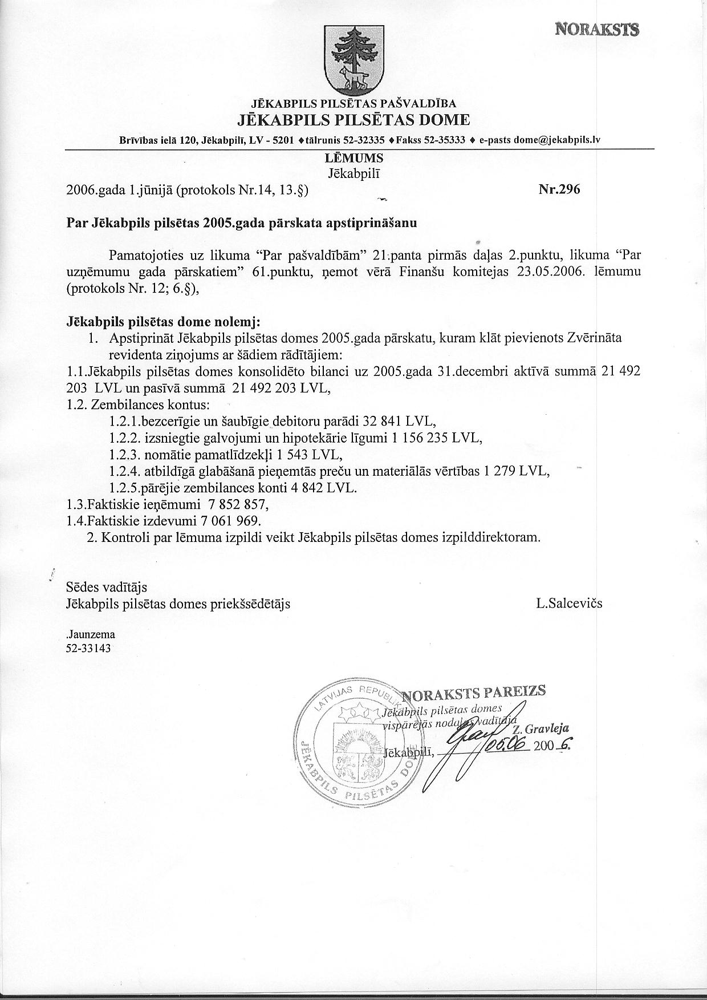 NORAKSTS
JĒKABPILS PILSĒTAS PAŠVALDĪBA
JĒKABPILS PILSĒTAS DOME
Brīvības ielā 120, Jēkabpilī, LV - 5201 ♦tālrunis 52-32335 ♦Fakss 52-35333 ♦ e-pasts dome@jekabpils.lv
LĒMUMS
Jēkabpilī
2006.gada 1.jūnijā (protokols Nr.14, 13.§) Nr.296
Par Jēkabpils pilsētas 2005.gada pārskata apstiprināšanu
Pamatojoties uz likuma “Par pašvaldībām” 21.panta pirmās daļas 2.punktu, likuma “Par
uzņēmumu gada pārskatiem” 61.punktu, ņemot vērā Finanšu komitejas 23.05.2006. lēmumu
(protokols Nr. 12; 6.§),
Jēkabpils pilsētas dome nolemj:
1. Apstiprināt Jēkabpils pilsētas domes 2005.gada pārskatu, kuram klāt pievienots Zvērināta
revidenta ziņojums ar šādiem rādītājiem:
1.1.Jēkabpils pilsētas domes konsolidēto bilanci uz 2005.gada 31.decembri aktīvā summā 21 492
203 LVL un pasīvā summā 21 492 203 LVL,
1.2. Zembilances kontus:
1.2.1.bezcerīgie un šaubīgie debitoru parādi 32 841 LVL,
1.2.2. izsniegtie galvojumi un hipotekārie līgumi 1 156 235 LVL,
1.2.3. nomātie pamatlīdzekļi 1 543 LVL,
1.2.4. atbildīgā glabāšanā pieņemtās preču un materiālās vērtības 1 279 LVL,
1.2.5.pārējie zembilances konti 4 842 LVL.
1.3.Faktiskie ieņēmumi 7 852 857,
1.4.Faktiskie izdevumi 7 061 969.
2. Kontroli par lēmuma izpildi veikt Jēkabpils pilsētas domes izpilddirektoram.
Sēdes vadītājs
Jēkabpils pilsētas domes priekšsēdētājs L.Salcevičs
.Jaunzema
52-33143
LATVIJAS REPUBLIKA
JĒKABPILS PILSĒTAS DOME
NORAKSTS PAREIZS
Jēkabpils pilsētas domes
vispārējās nodaļas vadītāja
Z. Gravleja
Jēkabpilī, 05.06 2006.